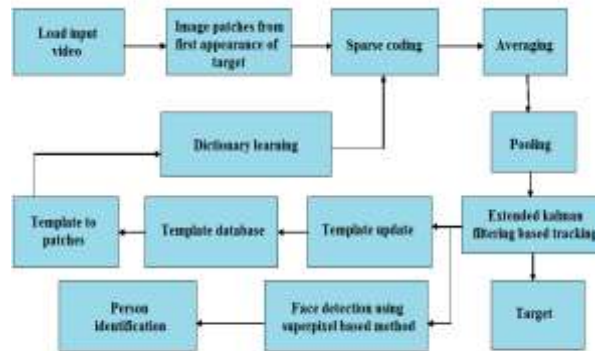 Load input
video
Image patches from
first appearance of
target
Sparse coding
Averaging
Dictionary learning
Pooling
Template to
patches
Template database
Template update
Extended kalman
filtering based tracking
Person
identification
Face detection using
superpixel based method
Target